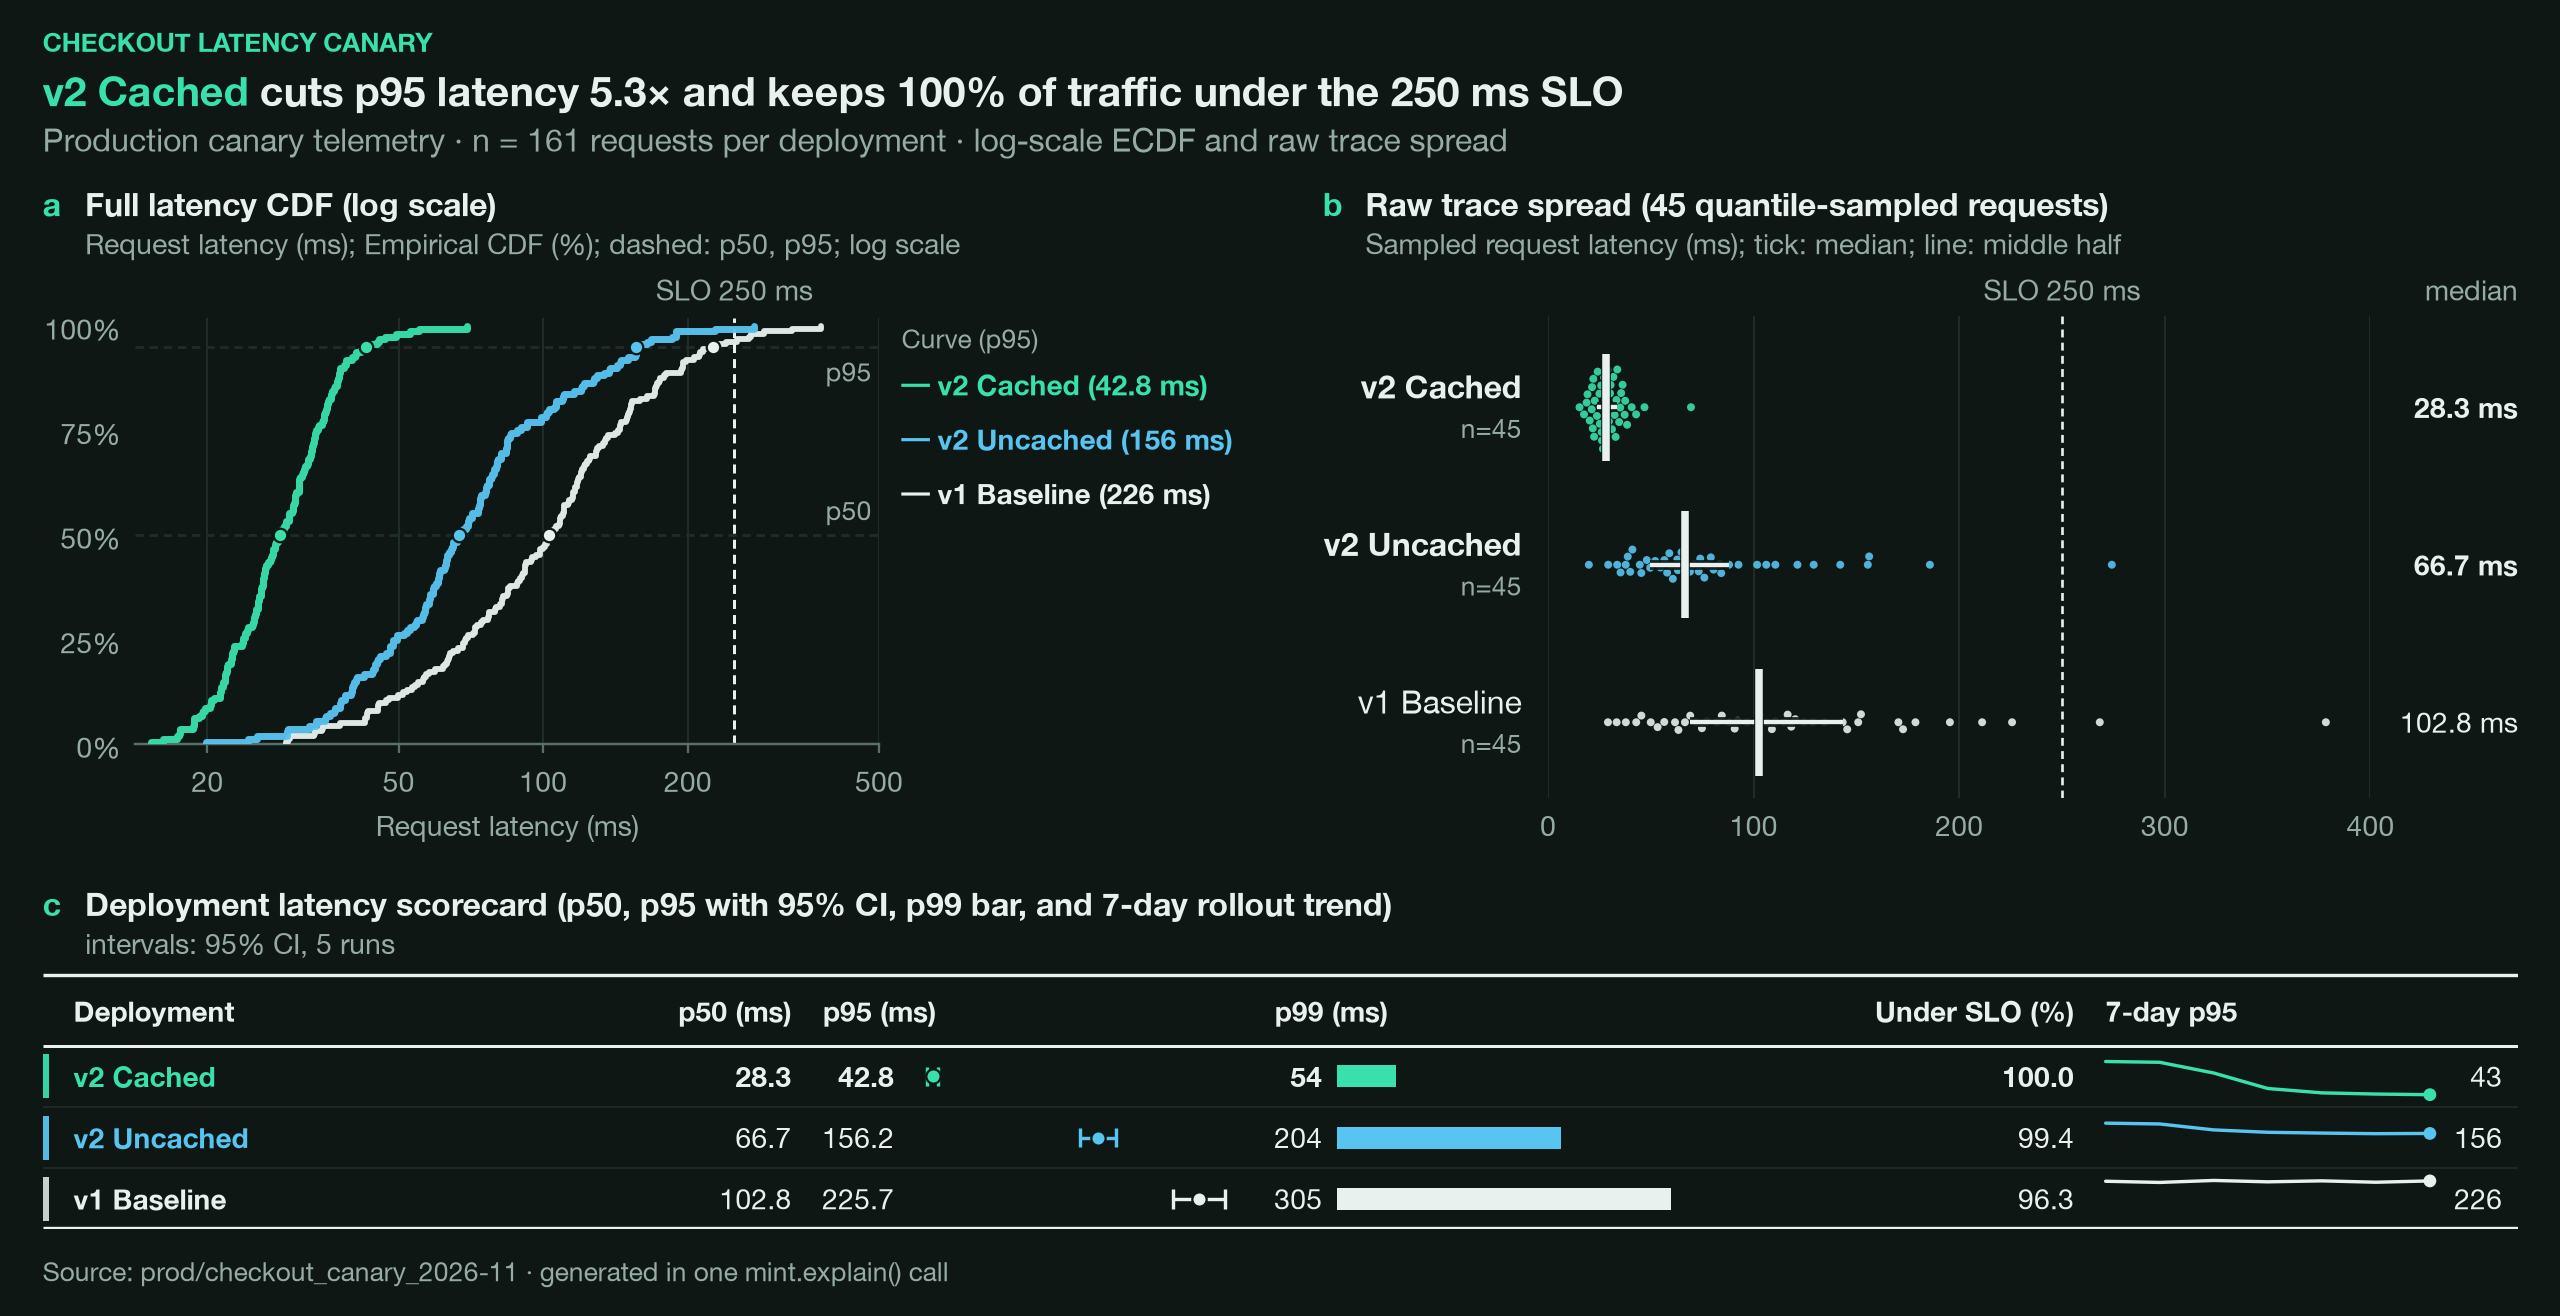 CHECKOUT LATENCY CANARY
v2 Cached cuts p95 latency 5.3× and keeps 100% of traffic under the 250 ms SLO
Production canary telemetry · n = 161 requests per deployment · log-scale ECDF and raw trace spread
a Full latency CDF (log scale)
Request latency (ms); Empirical CDF (%); dashed: p50, p95; log scale
SLO 250 ms
100%
75%
50%
25%
0%
p95
p50
20 50 100 200 500
Request latency (ms)
Curve (p95)
v2 Cached (42.8 ms)
v2 Uncached (156 ms)
v1 Baseline (226 ms)
b Raw trace spread (45 quantile-sampled requests)
Sampled request latency (ms); tick: median; line: middle half
SLO 250 ms median
v2 Cached 28.3 ms
n=45
v2 Uncached 66.7 ms
n=45
v1 Baseline 102.8 ms
n=45
0 100 200 300 400
c Deployment latency scorecard (p50, p95 with 95% CI, p99 bar, and 7-day rollout trend)
intervals: 95% CI, 5 runs
Deployment p50 (ms) p95 (ms) p99 (ms) Under SLO (%) 7-day p95
v2 Cached 28.3 42.8 54 100.0 43
v2 Uncached 66.7 156.2 204 99.4 156
v1 Baseline 102.8 225.7 305 96.3 226
Source: prod/checkout_canary_2026-11 · generated in one mint.explain() call